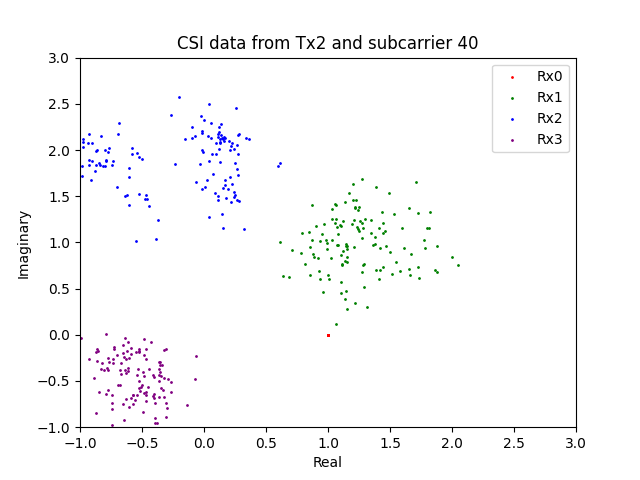 CSI data from Tx2 and subcarrier 40
Rx0
Rx1
Rx2
Rx3
3.0
2.5
2.0
1.5
1.0
0.5
0.0
−0.5
−1.0
Imaginary
−1.0 −0.5 0.0 0.5 1.0 1.5 2.0 2.5 3.0
Real